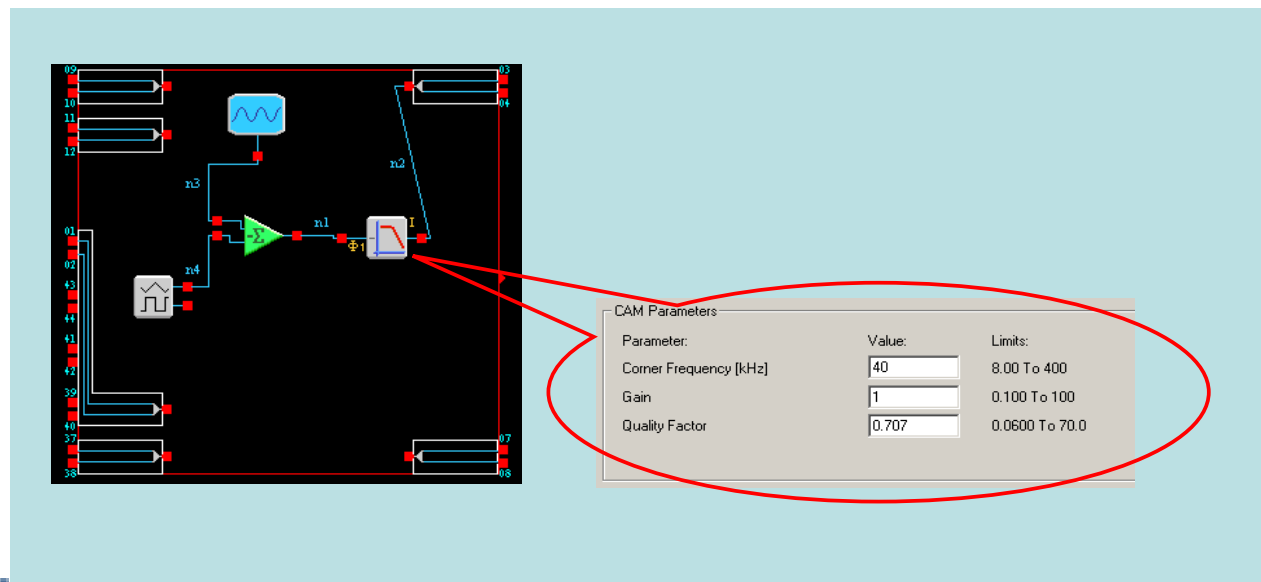 09
03
10
04
11
12
n2
n3
n1
I
Φ1
-Σ
01
02
n4
43
44
41
42
39
40
37
07
38
08
CAM Parameters
Parameter: Value: Limits:
Corner Frequency [kHz] 40 8.00 To 400
Gain 1 0.100 To 100
Quality Factor 0.707 0.0600 To 70.0